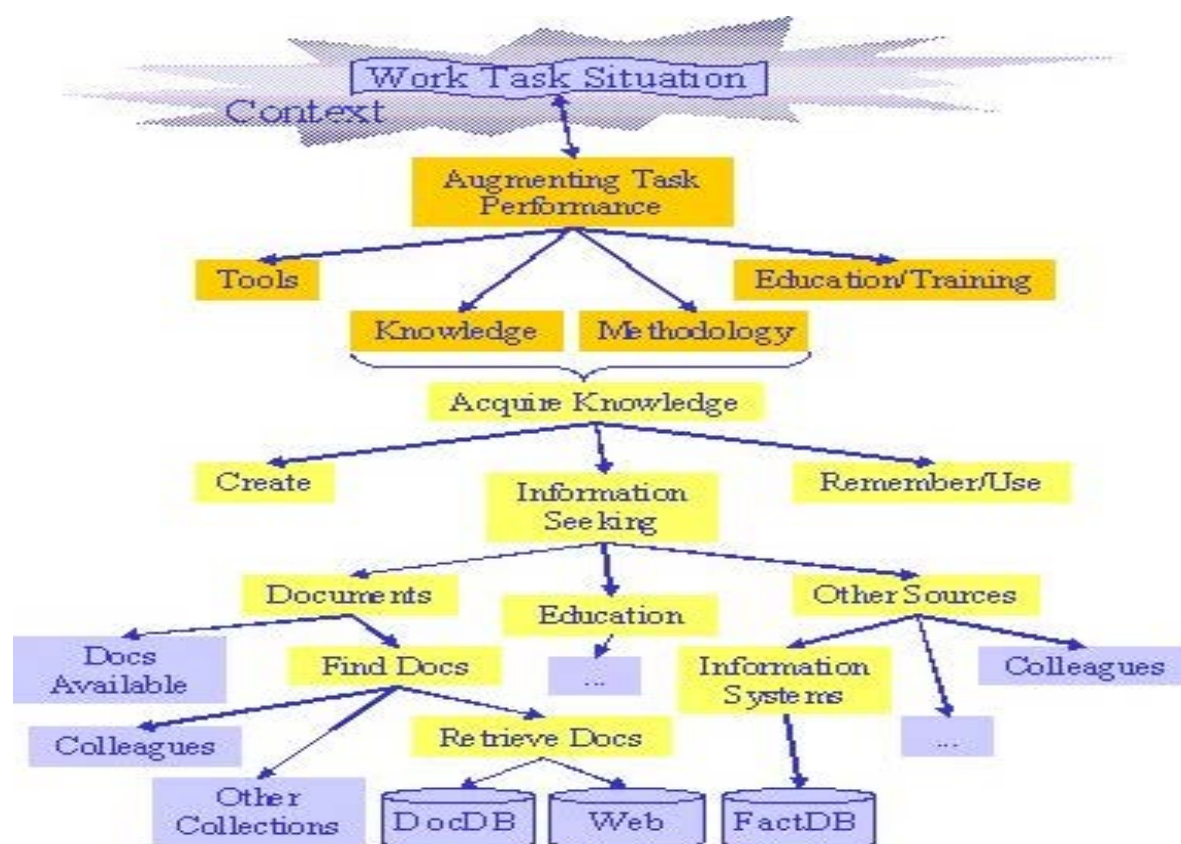 Work Task Situation
Context
Augmenting Task
Performance
Tools
Education/Training
Knowledge
Methodology
Acquire Knowledge
Create
Information
Seeking
Remember/Use
Documents
Education
Other Sources
Docs
Available
Find Docs
...
Information
Systems
Colleagues
Colleagues
Retrieve Docs
...
Other
Collections
DocDB
Web
FactDB